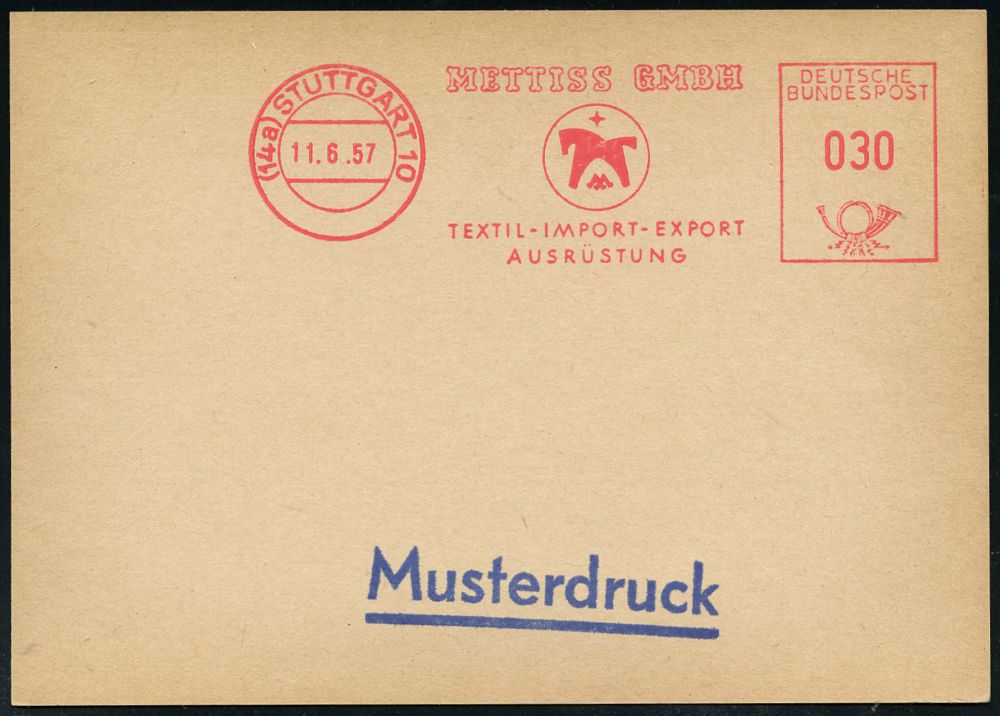 (14a) STUTTGART 10
11.6.57
METTISS GMBH
TEXTIL-IMPORT-EXPORT
AUSRÜSTUNG
DEUTSCHE
BUNDESPOST
030
Musterdruck